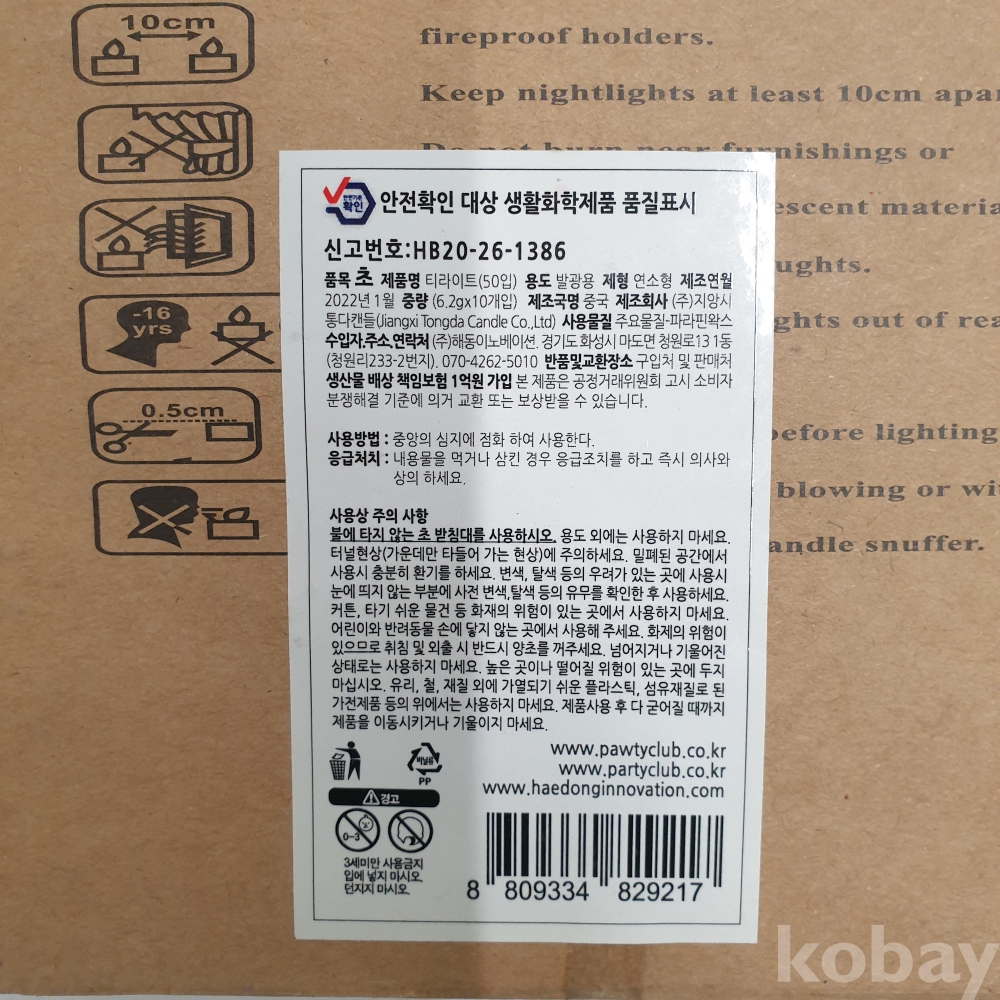 10cm
fireproof holders.
Keep nightlights at least 10cm apar
Do not burn near furnishings or
escent materia
ughts.
-16
yrs
ghts out of rea
0.5cm
before lighting
blowing or wi
andle snuffer.
안전기준
확인
안전확인 대상 생활화학제품 품질표시
신고번호:HB20-26-1386
품목 초 제품명 티라이트(50입) 용도 발광용 제형 연소형 제조연월
2022년 1월 중량 (6.2gx10개입) 제조국명 중국 제조회사 (주)지앙시
통다캔들(Jiangxi Tongda Candle Co.,Ltd) 사용물질 주요물질-파라핀왁스
수입자,주소,연락처 (주)해동이노베이션. 경기도 화성시 마도면 청원로13 1동
(청원리233-2번지). 070-4262-5010 반품및교환장소 구입처 및 판매처
생산물 배상 책임보험 1억원 가입 본 제품은 공정거래위원회 고시 소비자
분쟁해결 기준에 의거 교환 또는 보상받을 수 있습니다.
사용방법 : 중앙의 심지에 점화 하여 사용한다.
응급처치 : 내용물을 먹거나 삼킨 경우 응급조치를 하고 즉시 의사와
상의 하세요.
사용상 주의 사항
불에 타지 않는 초 받침대를 사용하십시오. 용도 외에는 사용하지 마세요.
터널현상(가운데만 타들어 가는 현상)에 주의하세요. 밀폐된 공간에서
사용시 충분히 환기를 하세요. 변색, 탈색 등의 우려가 있는 곳에 사용시
눈에 띄지 않는 부분에 사전 변색,탈색 등의 유무를 확인한 후 사용하세요.
커튼, 타기 쉬운 물건 등 화재의 위험이 있는 곳에서 사용하지 마세요.
어린이와 반려동물 손에 닿지 않는 곳에서 사용해 주세요. 화제의 위험이
있으므로 취침 및 외출 시 반드시 양초를 꺼주세요. 넘어지거나 기울어진
상태로는 사용하지 마세요. 높은 곳이나 떨어질 위험이 있는 곳에 두지
마십시오. 유리, 철, 재질 외에 가열되기 쉬운 플라스틱, 섬유재질로 된
가전제품 등의 위에서는 사용하지 마세요. 제품사용 후 다 굳어질 때까지
제품을 이동시키거나 기울이지 마세요.
비닐류
PP
www.pawtyclub.co.kr
www.partyclub.co.kr
www.haedonginnovation.com
경고
0-3
3세미만 사용금지
입에 넣지 마시오.
던지지 마시오.
8 809334 829217
kobay